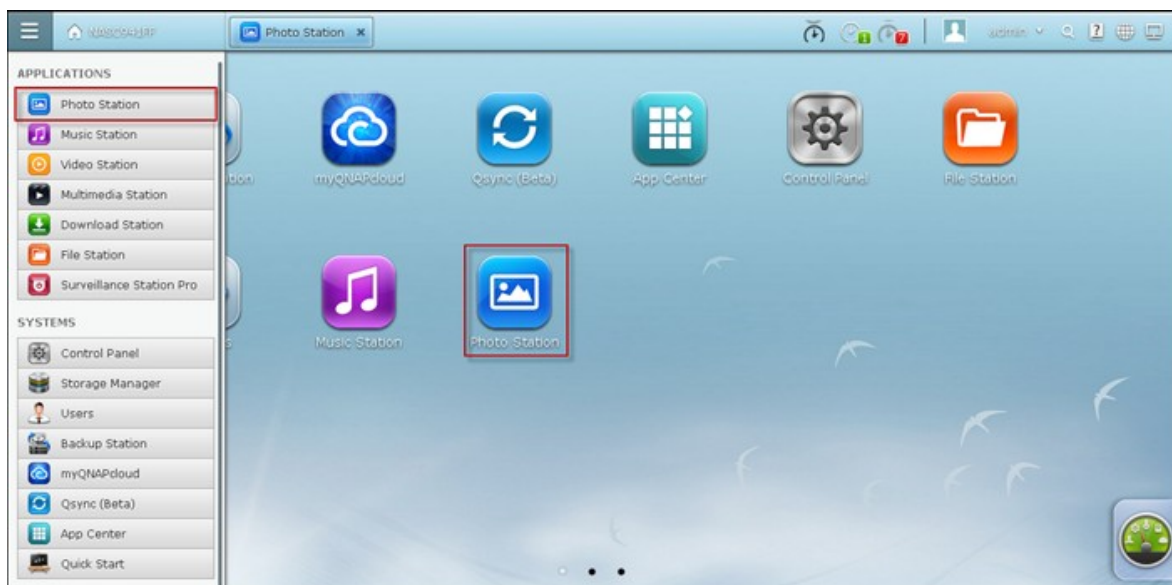 Photo Station
admin
1
7
?
APPLICATIONS
Photo Station
Music Station
Video Station
Multimedia Station
Download Station
File Station
Surveillance Station Pro
SYSTEMS
Control Panel
Storage Manager
Users
Backup Station
myQNAPcloud
Qsync (Beta)
App Center
Quick Start
myQNAPcloud
Qsync (Beta)
App Center
Control Panel
File Station
Music Station
Photo Station